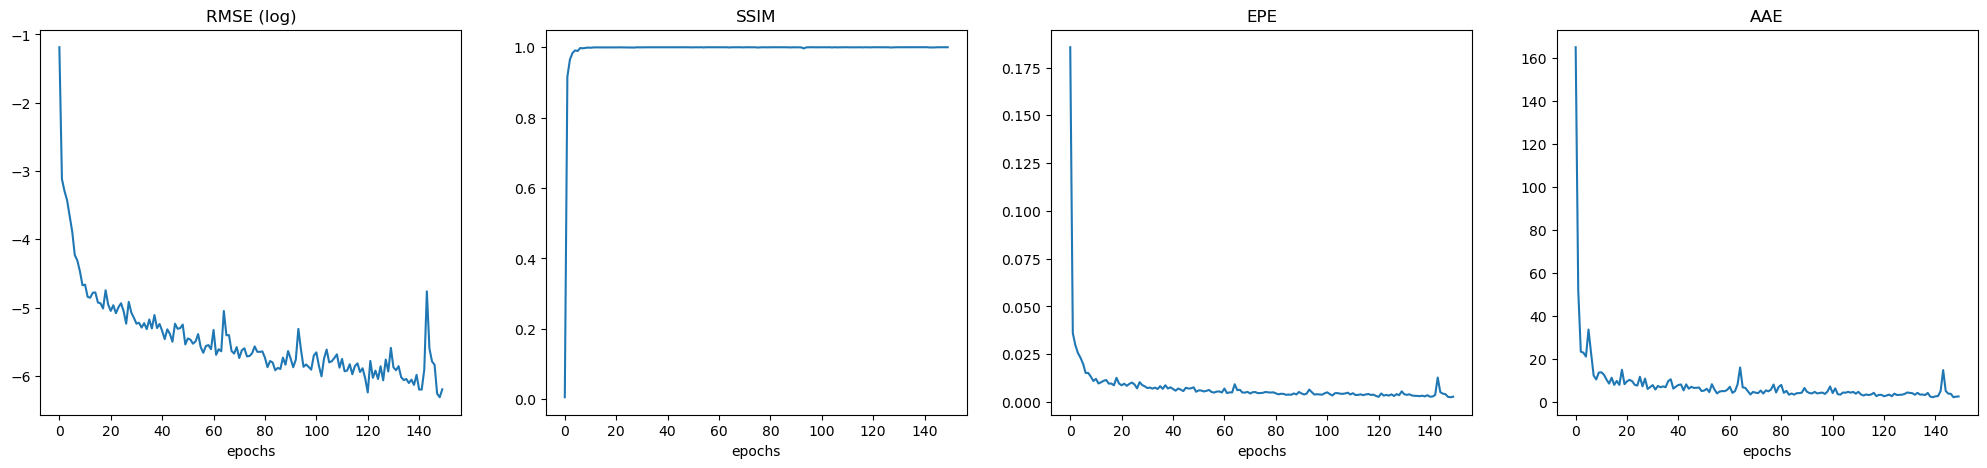 RMSE (log)
−1
−2
−3
−4
−5
−6
0 20 40 60 80 100 120 140
epochs
SSIM
1.0
0.8
0.6
0.4
0.2
0.0
0 20 40 60 80 100 120 140
epochs
EPE
0.175
0.150
0.125
0.100
0.075
0.050
0.025
0.000
0 20 40 60 80 100 120 140
epochs
AAE
160
140
120
100
80
60
40
20
0
0 20 40 60 80 100 120 140
epochs